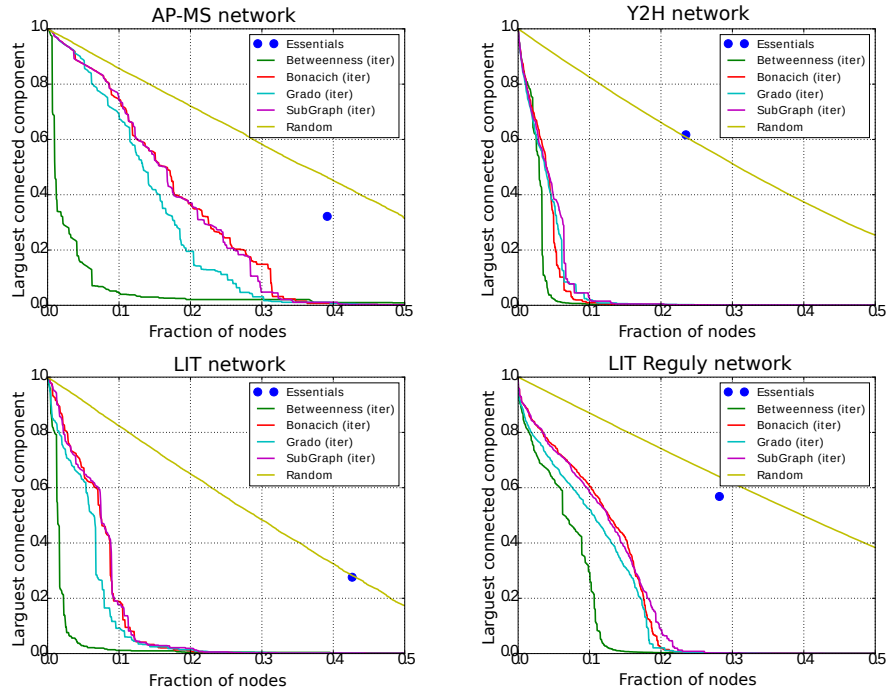 AP-MS network
Larguest connected component
1.0
0.8
0.6
0.4
0.2
0.0
0.0 0.1 0.2 0.3 0.4 0.5
Fraction of nodes
Essentials
Betweenness (iter)
Bonacich (iter)
Grado (iter)
SubGraph (iter)
Random
Y2H network
Larguest connected component
1.0
0.8
0.6
0.4
0.2
0.0
0.0 0.1 0.2 0.3 0.4 0.5
Fraction of nodes
Essentials
Betweenness (iter)
Bonacich (iter)
Grado (iter)
SubGraph (iter)
Random
LIT network
Larguest connected component
1.0
0.8
0.6
0.4
0.2
0.0
0.0 0.1 0.2 0.3 0.4 0.5
Fraction of nodes
Essentials
Betweenness (iter)
Bonacich (iter)
Grado (iter)
SubGraph (iter)
Random
LIT Reguly network
Larguest connected component
1.0
0.8
0.6
0.4
0.2
0.0
0.0 0.1 0.2 0.3 0.4 0.5
Fraction of nodes
Essentials
Betweenness (iter)
Bonacich (iter)
Grado (iter)
SubGraph (iter)
Random